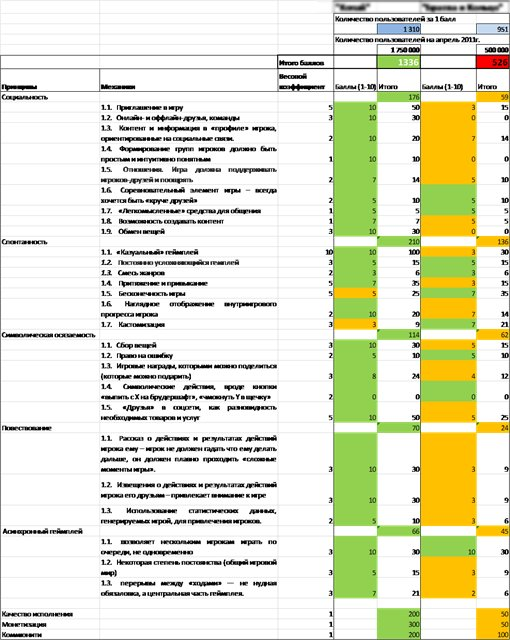 Количество пользователей за 1 балл
1310 951
Количество пользователей на апрель 2011г.
1 750 000 500 000
Итого баллов 1336 526
Принципы Механики Весовой коэффициент Баллы (1-10) Итого Баллы (1-10) Итого
Социальность 176 59
1.1. Приглашение в игру 5 10 50 3 15
1.2. Онлайн- и оффлайн-друзья, команды 3 10 30 0 0
1.3. Контент и информация в «профиле» игрока,
ориентированные на социальные связи. 2 10 20 7 14
1.4. Формирование групп игроков должно быть
простым и интуитивно понятным 1 10 10 0 0
1.5. Отношения. Игра должна поддерживать
игроков-друзей и поощрять 2 7 14 5 10
1.6. Соревновательный элемент игры – всегда
хочется быть «круче друзей» 2 5 10 5 10
1.7. «Легкомысленные» средства для общения 1 5 5 5 5
1.8. Возможность создавать контент 1 7 7 5 5
1.9. Обмен вещей 3 10 30 0 0
Спонтанность 210 136
1.1. «Казуальный» геймплей 10 10 100 3 30
1.2. Постоянно усложняющийся гемплей 3 5 15 5 15
1.3. Смесь жанров 2 3 6 3 6
1.4. Притяжение и привыкание 5 7 35 3 15
1.5. Бесконечность игры 5 5 25 7 35
1.6. Наглядное отображение внутриигрового
прогресса игрока 2 10 20 7 14
1.7. Кастомизация 3 3 9 7 21
Символическая осязаемость 114 62
1.1. Сбор вещей 3 10 30 5 15
1.2. Право на ошибку 2 5 10 5 10
1.3. Игровые награды, которыми можно поделиться
(которые можно подарить) 3 8 24 4 12
1.4. Символические действия, вроде кнопки
«выпить с X на брудершафт», «чмокнуть Y в щечку» 2 0 0 0 0
1.5. «Друзья» в соцсети, как разновидность
необходимых товаров и услуг 5 10 50 5 25
Повествование 70 24
1.1. Рассказ о действиях и результатах действий
игрока ему – игрок не должен гадать что ему делать
дальше, он должен плавно проходить «сложные
моменты игры». 3 10 30 3 9
1.2. Извещения о действиях и результатах действий
игрока его друзьям – привлекает внимание к игре 3 10 30 3 9
1.3. Использование статистических данных,
генерируемых игрой, для привлечения игроков. 2 5 10 3 6
Асинхронный геймплей 66 45
1.1. позволяет нескольким игрокам играть по
очереди, не одновременно 3 10 30 10 30
1.2. Некоторая степень постоянства (общий игровой
мир) 3 5 15 3 9
1.3. перерывы между «ходами» — не нудная
обязаловка, а центральная часть геймплея. 3 7 21 2 6
Качество исполнения 1 200 50
Монетизация 1 300 50
Коммюнити 1 200 100